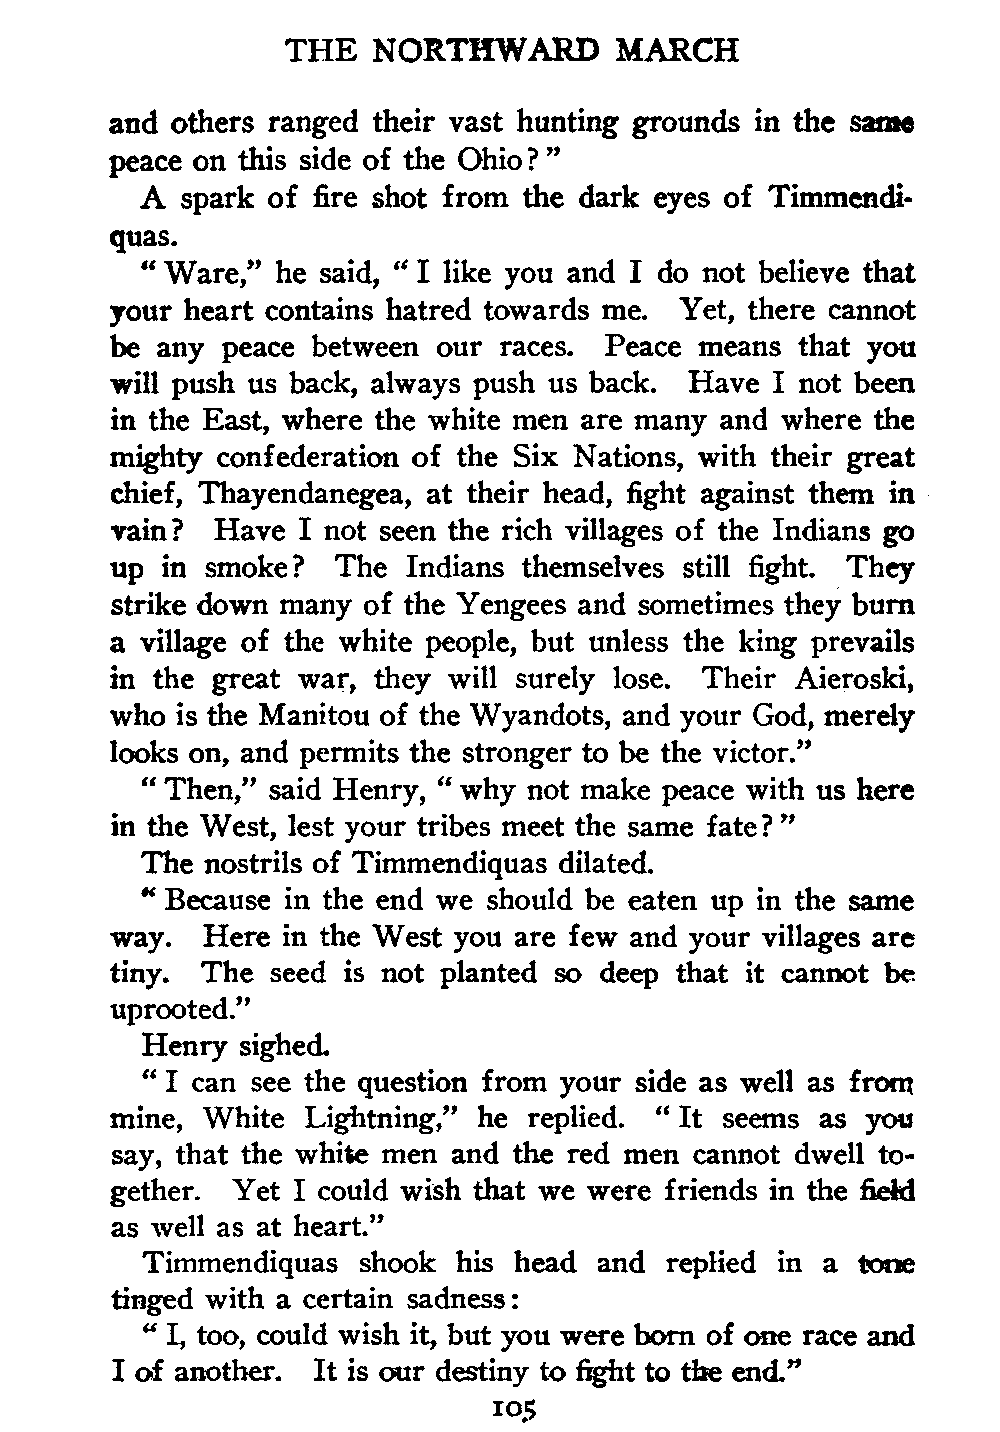 THE NORTHWARD MARCH
and others ranged their vast hunting grounds in the same
peace on this side of the Ohio?"
A spark of fire shot from the dark eyes of Timmendi-
quas.
"Ware," he said, "I like you and I do not believe that
your heart contains hatred towards me. Yet, there cannot
be any peace between our races. Peace means that you
will push us back, always push us back. Have I not been
in the East, where the white men are many and where the
mighty confederation of the Six Nations, with their great
chief, Thayendanegea, at their head, fight against them in
vain? Have I not seen the rich villages of the Indians go
up in smoke? The Indians themselves still fight. They
strike down many of the Yengees and sometimes they burn
a village of the white people, but unless the king prevails
in the great war, they will surely lose. Their Aieroski,
who is the Manitou of the Wyandots, and your God, merely
looks on, and permits the stronger to be the victor."
"Then," said Henry, "why not make peace with us here
in the West, lest your tribes meet the same fate?"
The nostrils of Timmendiquas dilated.
"Because in the end we should be eaten up in the same
way. Here in the West you are few and your villages are
tiny. The seed is not planted so deep that it cannot be
uprooted."
Henry sighed.
"I can see the question from your side as well as from
mine, White Lightning," he replied. "It seems as you
say, that the white men and the red men cannot dwell to-
gether. Yet I could wish that we were friends in the field
as well as at heart."
Timmendiquas shook his head and replied in a tone
tinged with a certain sadness:
"I, too, could wish it, but you were born of one race and
I of another. It is our destiny to fight to the end."
105